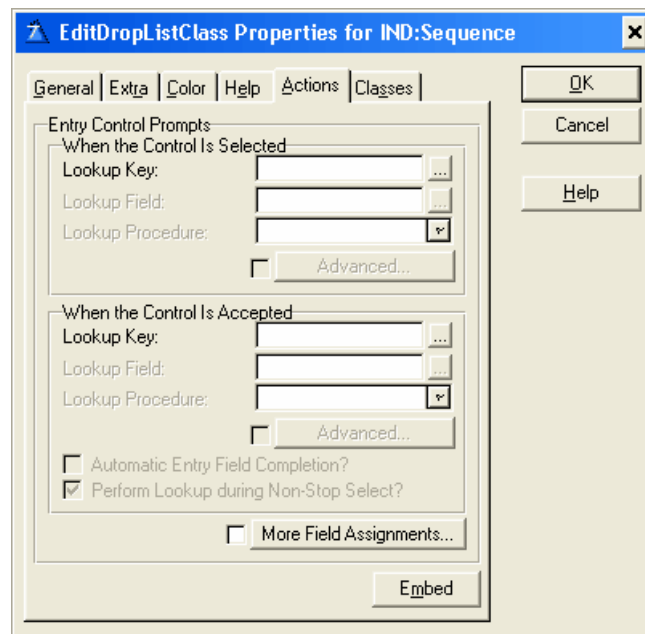 EditDropListClass Properties for IND:Sequence
General Extra Color Help Actions Classes
OK
Cancel
Help
Entry Control Prompts
When the Control Is Selected
Lookup Key: ...
Lookup Field: ...
Lookup Procedure:
Advanced...
When the Control Is Accepted
Lookup Key: ...
Lookup Field: ...
Lookup Procedure:
Advanced...
Automatic Entry Field Completion?
Perform Lookup during Non-Stop Select?
More Field Assignments...
Embed